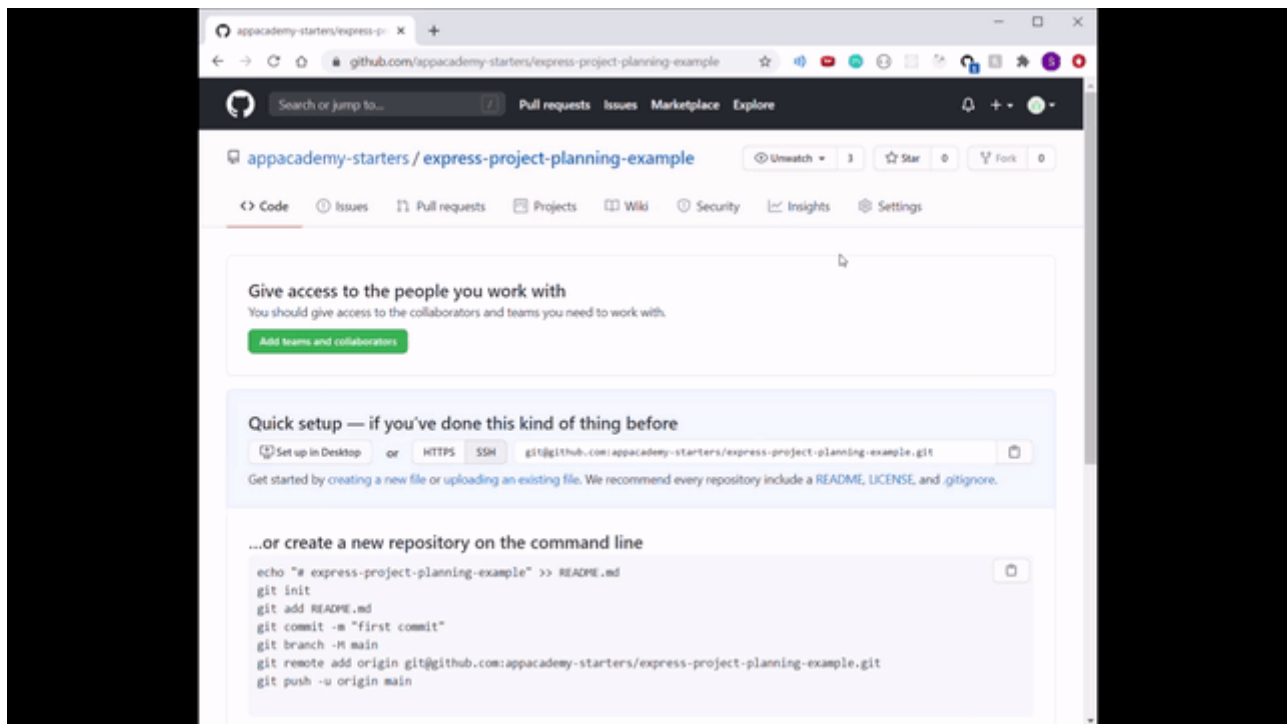 appacademy-starters/express-pr
github.com/appacademy-starters/express-project-planning-example
S
Search or jump to...
/
Pull requests Issues Marketplace Explore
appacademy-starters / express-project-planning-example
Unwatch 3 Star 0 Fork 0
<> Code Issues Pull requests Projects Wiki Security Insights Settings
Give access to the people you work with
You should give access to the collaborators and teams you need to work with.
Add teams and collaborators
Quick setup — if you've done this kind of thing before
Set up in Desktop or HTTPS SSH git@github.com:appacademy-starters/express-project-planning-example.git
Get started by creating a new file or uploading an existing file. We recommend every repository include a README, LICENSE, and .gitignore.
...or create a new repository on the command line
echo "# express-project-planning-example" >> README.md
git init
git add README.md
git commit -m "first commit"
git branch -M main
git remote add origin git@github.com:appacademy-starters/express-project-planning-example.git
git push -u origin main